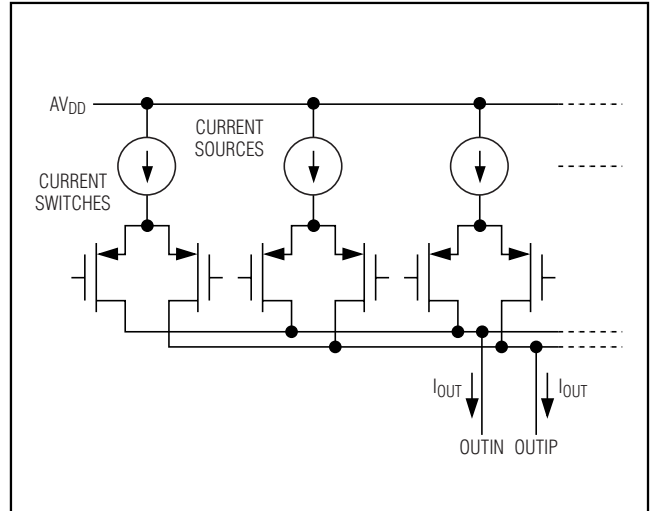 AVDD
CURRENT
SOURCES
CURRENT
SWITCHES
IOUT IOUT
OUTIN OUTIP